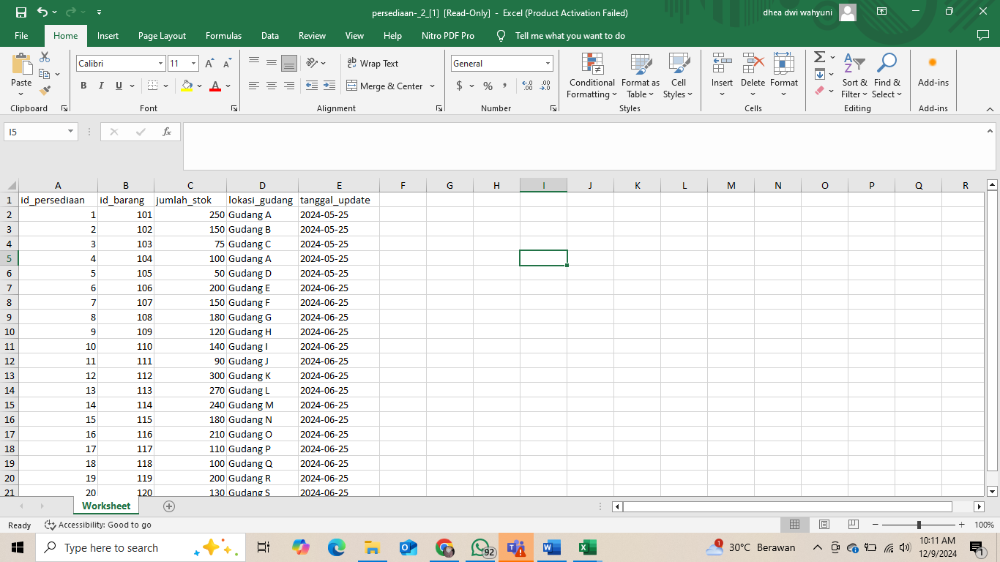 persediaan-_2_[1]  [Read-Only]  -  Excel (Product Activation Failed)
dhea dwi wahyuni
File Home Insert Page Layout Formulas Data Review View Help Nitro PDF Pro Tell me what you want to do
Paste
Calibri 11
B I U
Wrap Text
Merge & Center
General
$ % ,
Conditional Formatting
Format as Table
Cell Styles
Insert Delete Format
Sort & Filter
Find & Select
Add-ins
Clipboard Font Alignment Number Styles Cells Editing Add-ins
I5 fx
A B C D E F G H I J K L M N O P Q R
1 id_persediaan id_barang jumlah_stok lokasi_gudang tanggal_update
2 1 101 250 Gudang A 2024-05-25
3 2 102 150 Gudang B 2024-05-25
4 3 103 75 Gudang C 2024-05-25
5 4 104 100 Gudang A 2024-05-25
6 5 105 50 Gudang D 2024-05-25
7 6 106 200 Gudang E 2024-06-25
8 7 107 150 Gudang F 2024-06-25
9 8 108 180 Gudang G 2024-06-25
10 9 109 120 Gudang H 2024-06-25
11 10 110 140 Gudang I 2024-06-25
12 11 111 90 Gudang J 2024-06-25
13 12 112 300 Gudang K 2024-06-25
14 13 113 270 Gudang L 2024-06-25
15 14 114 240 Gudang M 2024-06-25
16 15 115 180 Gudang N 2024-06-25
17 16 116 210 Gudang O 2024-06-25
18 17 117 110 Gudang P 2024-06-25
19 18 118 100 Gudang Q 2024-06-25
20 19 119 200 Gudang R 2024-06-25
21 20 120 130 Gudang S 2024-06-25
Worksheet
Ready Accessibility: Good to go 100%
Type here to search
92
1
30°C Berawan
10:11 AM
12/9/2024
1